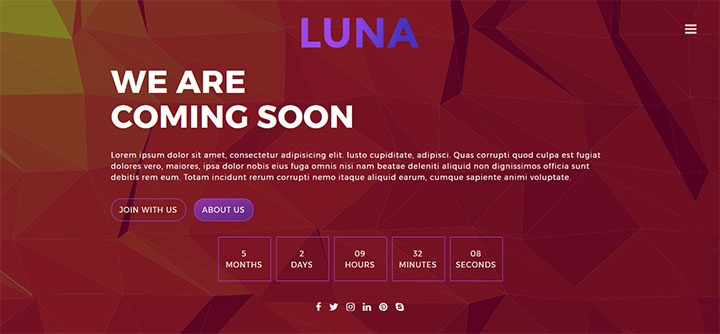 LUNA
WE ARE
COMING SOON
Lorem ipsum dolor sit amet, consectetur adipisicing elit. Iusto cupiditate, adipisci. Quas corrupti quod culpa est fugiat
dolores vero, maiores, ipsa dolor nobis eius fuga omnis nisi nam beatae deleniti aliquid non dignissimos officia sunt
debitis rem eum. Totam incidunt rerum corrupti nemo itaque aliquid earum, cumque sapiente animi voluptate.
JOIN WITH US ABOUT US
5 2 09 32 08
MONTHS DAYS HOURS MINUTES SECONDS